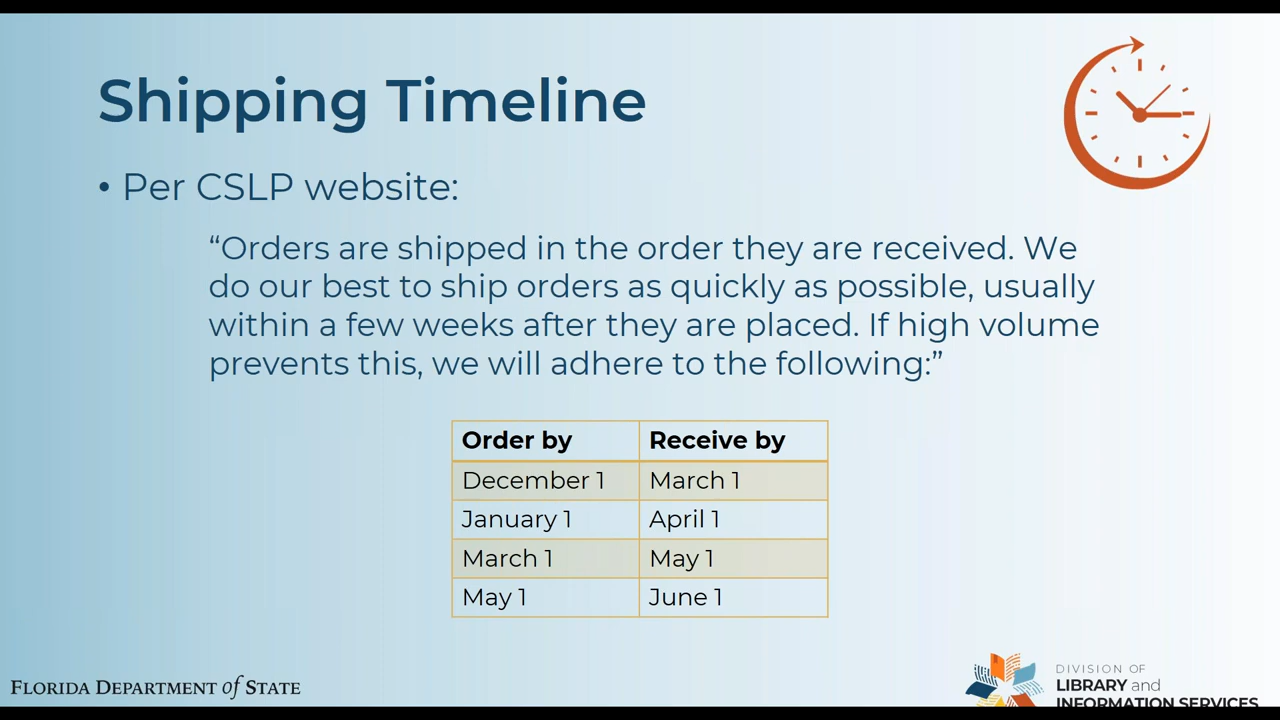 Shipping Timeline
• Per CSLP website:
“Orders are shipped in the order they are received. We
do our best to ship orders as quickly as possible, usually
within a few weeks after they are placed. If high volume
prevents this, we will adhere to the following:”
Order by Receive by
December 1 March 1
January 1 April 1
March 1 May 1
May 1 June 1
FLORIDA DEPARTMENT of STATE
DIVISION OF
LIBRARY and
INFORMATION SERVICES